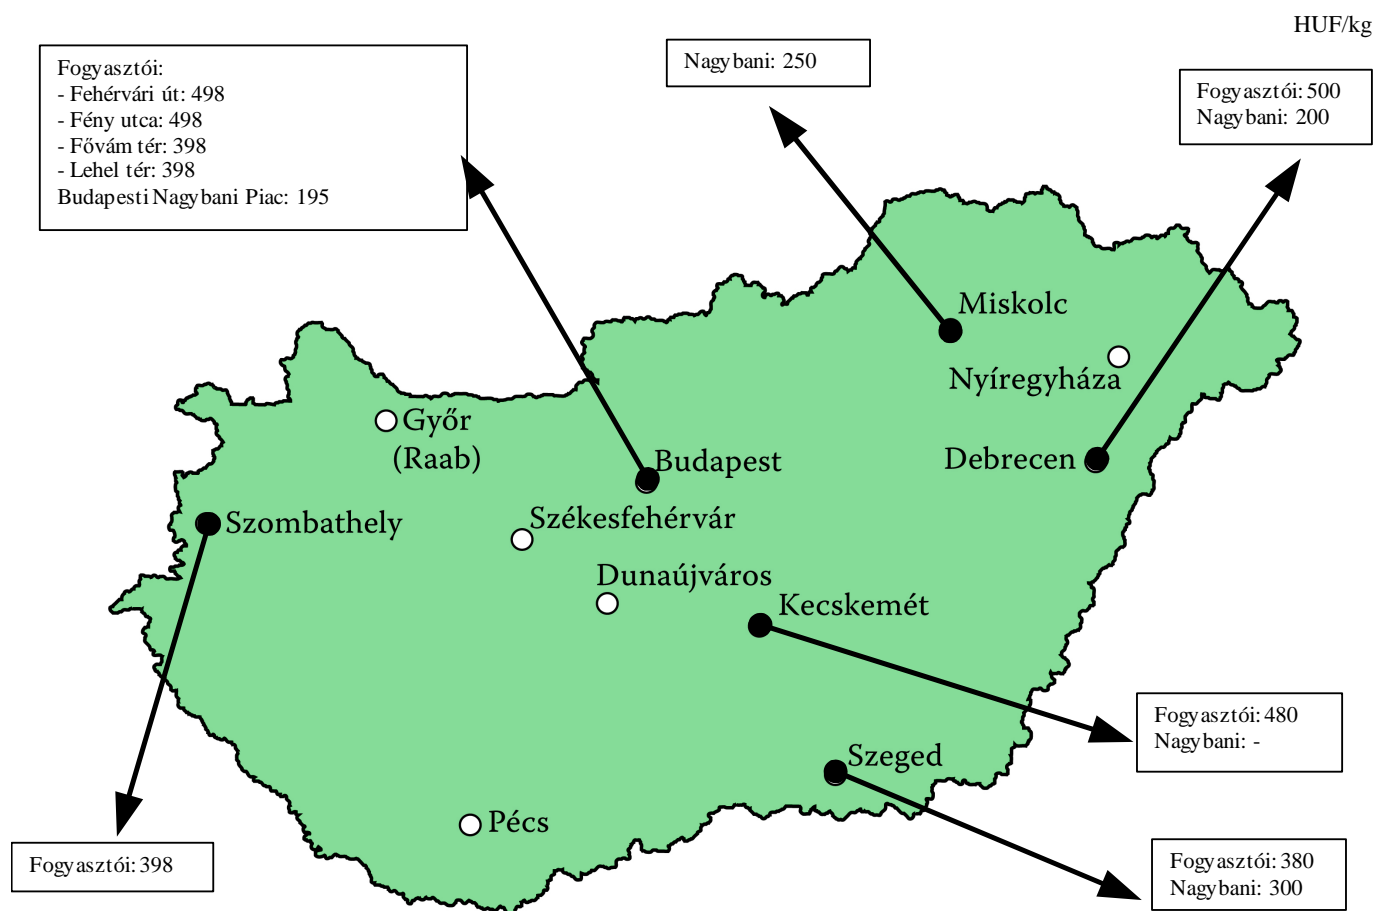 HUF/kg
Fogyasztói:
- Fehérvári út: 498
- Fény utca: 498
- Fővám tér: 398
- Lehel tér: 398
Budapesti Nagybani Piac: 195
Nagybani: 250
Fogyasztói: 500
Nagybani: 200
Miskolc
Nyíregyháza
Győr
(Raab)
Budapest
Debrecen
Szombathely
Székesfehérvár
Dunaújváros
Kecskemét
Fogyasztói: 480
Nagybani: -
Szeged
Pécs
Fogyasztói: 398
Fogyasztói: 380
Nagybani: 300